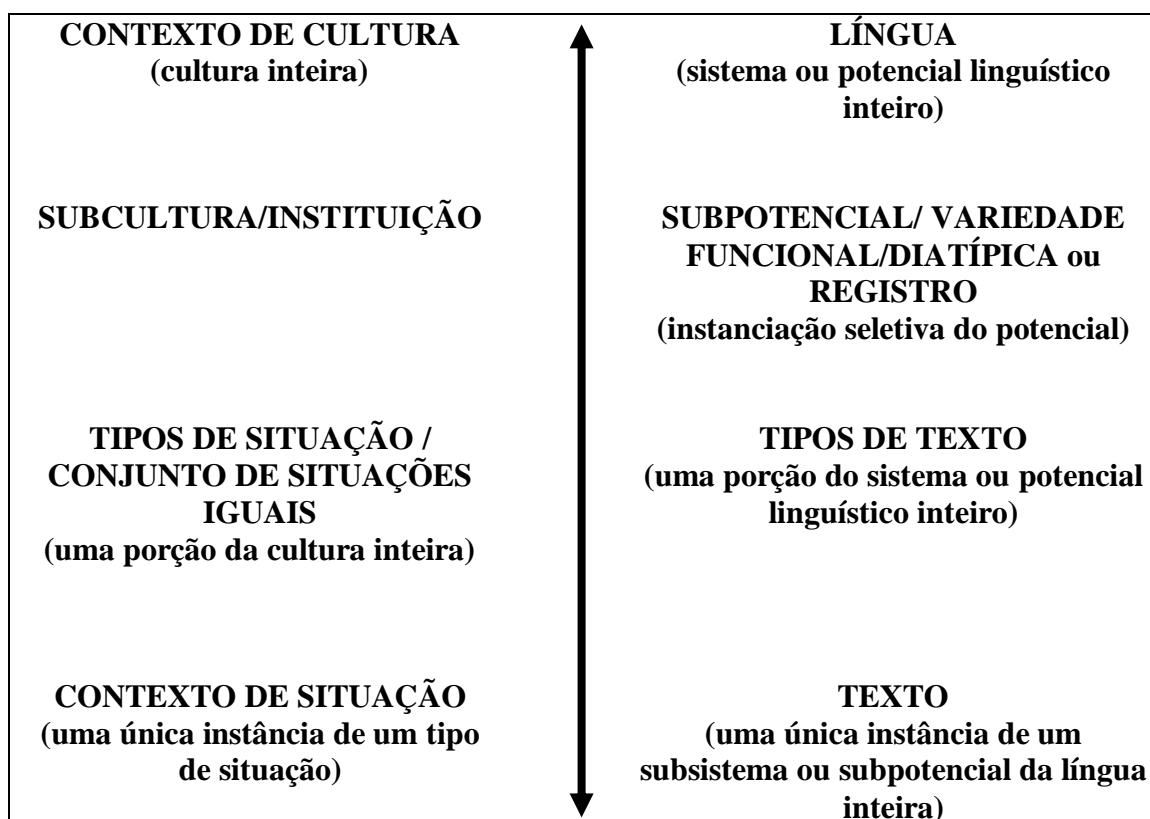 CONTEXTO DE CULTURA
(cultura inteira)
LÍNGUA
(sistema ou potencial linguístico
inteiro)
SUBCULTURA/INSTITUIÇÃO
SUBPOTENCIAL/ VARIEDADE
FUNCIONAL/DIATÍPICA ou
REGISTRO
(instanciação seletiva do potencial)
TIPOS DE SITUAÇÃO /
CONJUNTO DE SITUAÇÕES
IGUAIS
(uma porção da cultura inteira)
TIPOS DE TEXTO
(uma porção do sistema ou potencial
linguístico inteiro)
CONTEXTO DE SITUAÇÃO
(uma única instância de um tipo
de situação)
TEXTO
(uma única instância de um
subsistema ou subpotencial da língua
inteira)